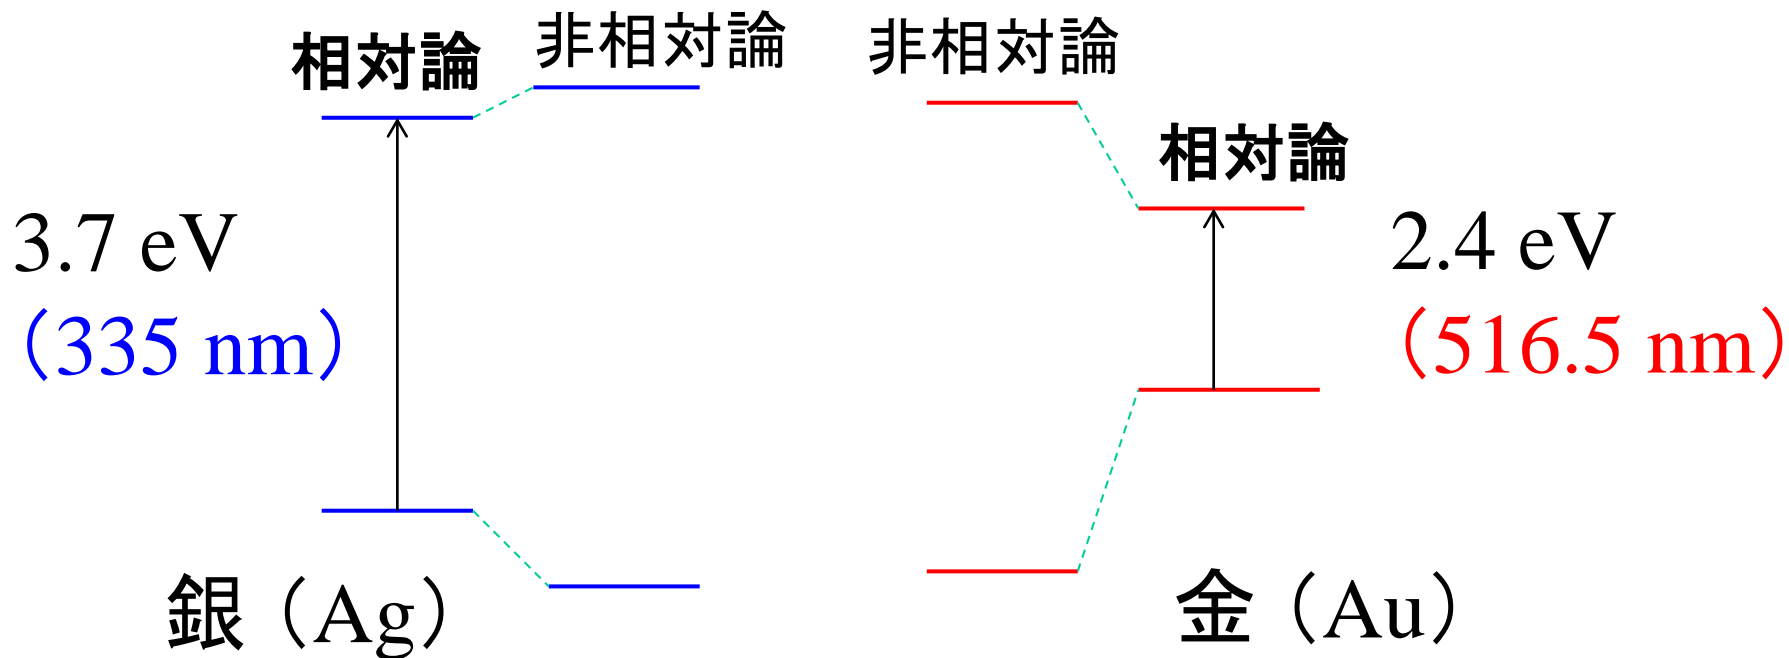 相対論
非相対論
3.7 eV
（335 nm）
銀（Ag）
非相対論
相対論
2.4 eV
（516.5 nm）
金（Au）